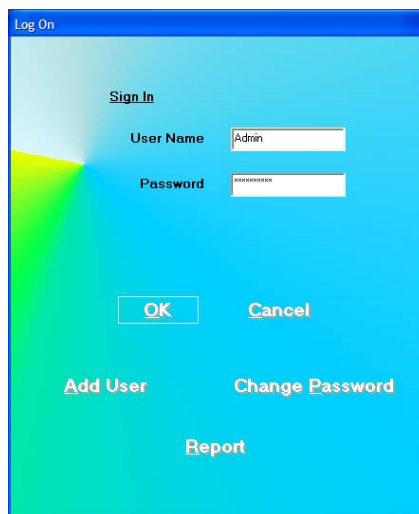 Log On
Sign In
User Name Admin
Password **********
OK Cancel
Add User Change Password
Report